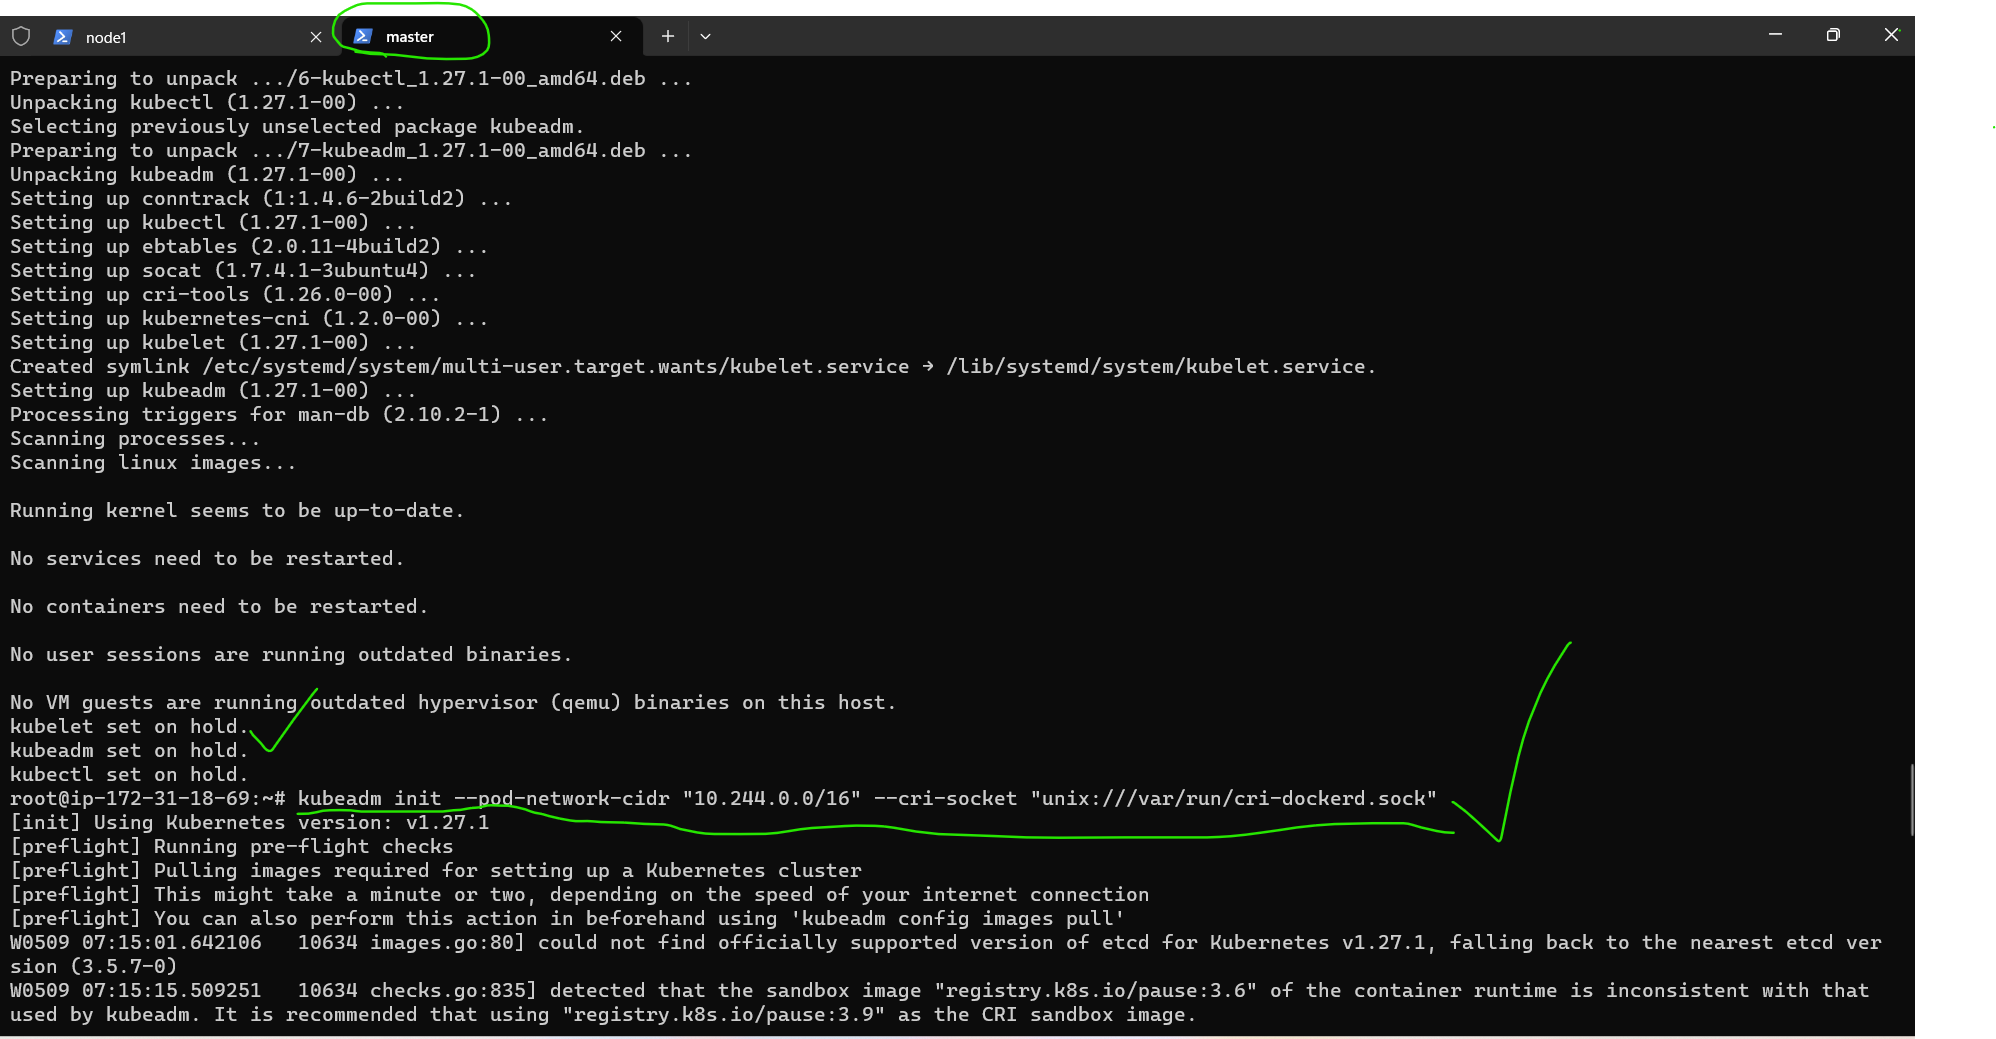 node1
master
Preparing to unpack .../6-kubectl_1.27.1-00_amd64.deb ...
Unpacking kubectl (1.27.1-00) ...
Selecting previously unselected package kubeadm.
Preparing to unpack .../7-kubeadm_1.27.1-00_amd64.deb ...
Unpacking kubeadm (1.27.1-00) ...
Setting up conntrack (1:1.4.6-2build2) ...
Setting up kubectl (1.27.1-00) ...
Setting up ebtables (2.0.11-4build2) ...
Setting up socat (1.7.4.1-3ubuntu4) ...
Setting up cri-tools (1.26.0-00) ...
Setting up kubernetes-cni (1.2.0-00) ...
Setting up kubelet (1.27.1-00) ...
Created symlink /etc/systemd/system/multi-user.target.wants/kubelet.service → /lib/systemd/system/kubelet.service.
Setting up kubeadm (1.27.1-00) ...
Processing triggers for man-db (2.10.2-1) ...
Scanning processes...
Scanning linux images...
Running kernel seems to be up-to-date.
No services need to be restarted.
No containers need to be restarted.
No user sessions are running outdated binaries.
No VM guests are running outdated hypervisor (qemu) binaries on this host.
kubelet set on hold.
kubeadm set on hold.
kubectl set on hold.
root@ip-172-31-18-69:~# kubeadm init --pod-network-cidr "10.244.0.0/16" --cri-socket "unix:///var/run/cri-dockerd.sock"
[init] Using Kubernetes version: v1.27.1
[preflight] Running pre-flight checks
[preflight] Pulling images required for setting up a Kubernetes cluster
[preflight] This might take a minute or two, depending on the speed of your internet connection
[preflight] You can also perform this action in beforehand using 'kubeadm config images pull'
W0509 07:15:01.642106   10634 images.go:80] could not find officially supported version of etcd for Kubernetes v1.27.1, falling back to the nearest etcd ver
sion (3.5.7-0)
W0509 07:15:15.509251   10634 checks.go:835] detected that the sandbox image "registry.k8s.io/pause:3.6" of the container runtime is inconsistent with that
used by kubeadm. It is recommended that using "registry.k8s.io/pause:3.9" as the CRI sandbox image.